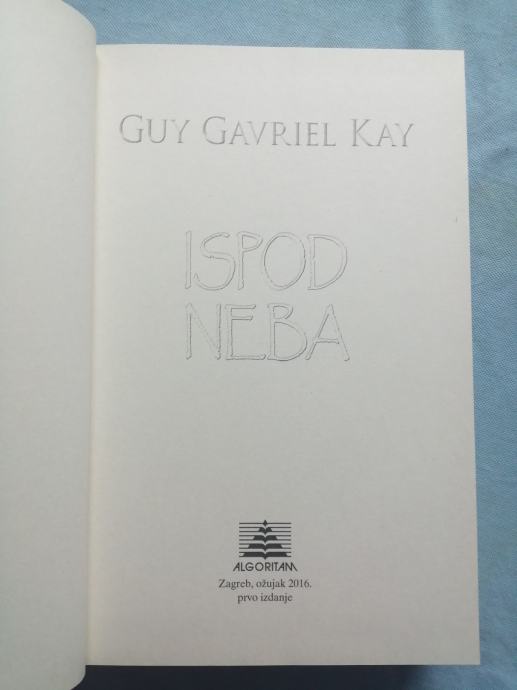 GUY GAVRIEL KAY
ISPOD
NEBA
ALGORITAM
Zagreb, ožujak 2016.
prvo izdanje